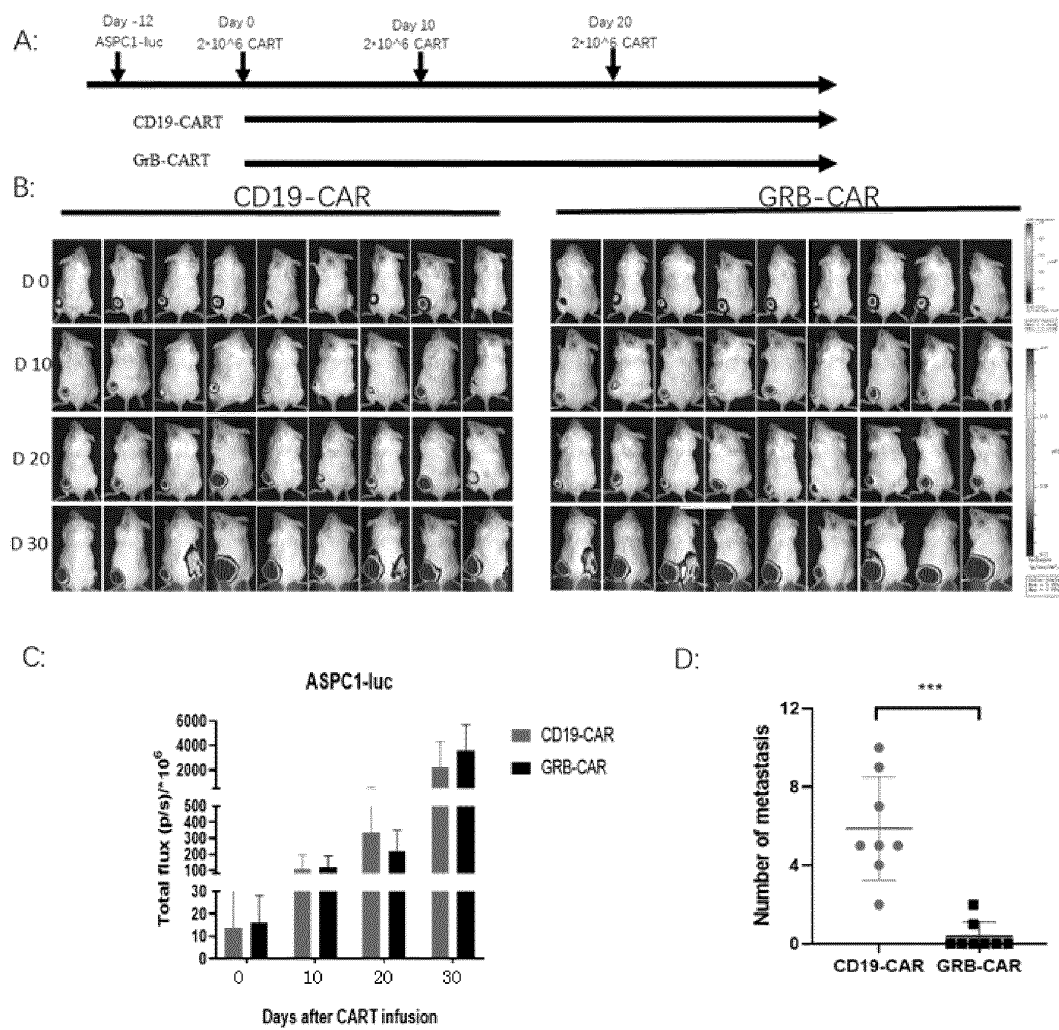 A:
Day -12
ASPC1-luc
Day 0
2*10^6 CART
Day 10
2*10^6 CART
Day 20
2*10^6 CART
CD19-CART
GrB-CART
B:
CD19-CAR
GRB-CAR
D 0
D 10
D 20
D 30
C:
ASPC1-luc
Total flux (p/s)/^10⁶
6000
4000
2000
500
400
300
200
100
30
20
10
0
0
10
20
30
Days after CART infusion
CD19-CAR
GRB-CAR
D:
***
Number of metastasis
12
8
4
0
CD19-CAR
GRB-CAR